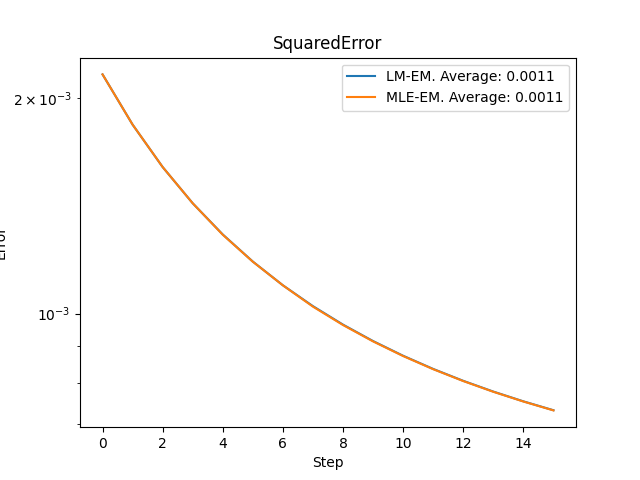 SquaredError
LM-EM. Average: 0.0011
MLE-EM. Average: 0.0011
2 × 10⁻³
10⁻³
Error
0 2 4 6 8 10 12 14
Step